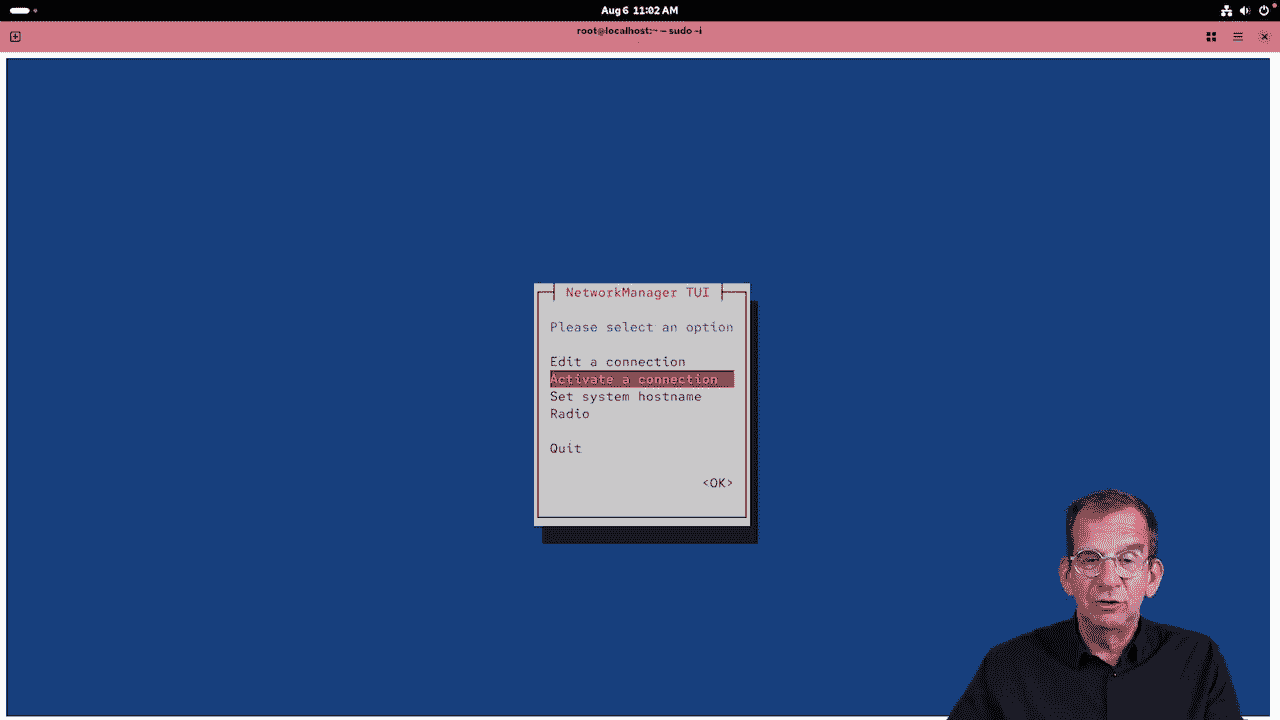 Aug 6 11:02 AM
root@localhost:~ — sudo -i
NetworkManager TUI
Please select an option
Edit a connection
Activate a connection
Set system hostname
Radio
Quit
<OK>